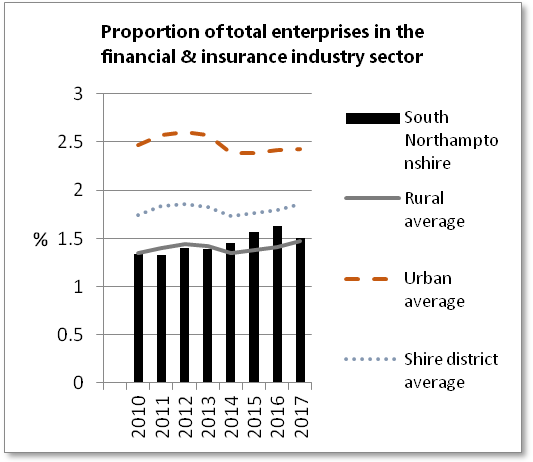 Proportion of total enterprises in the
financial & insurance industry sector
3
2.5
2
1.5
1
0.5
0
%
2010
2011
2012
2013
2014
2015
2016
2017
South
Northampto
nshire
Rural
average
Urban
average
Shire district
average